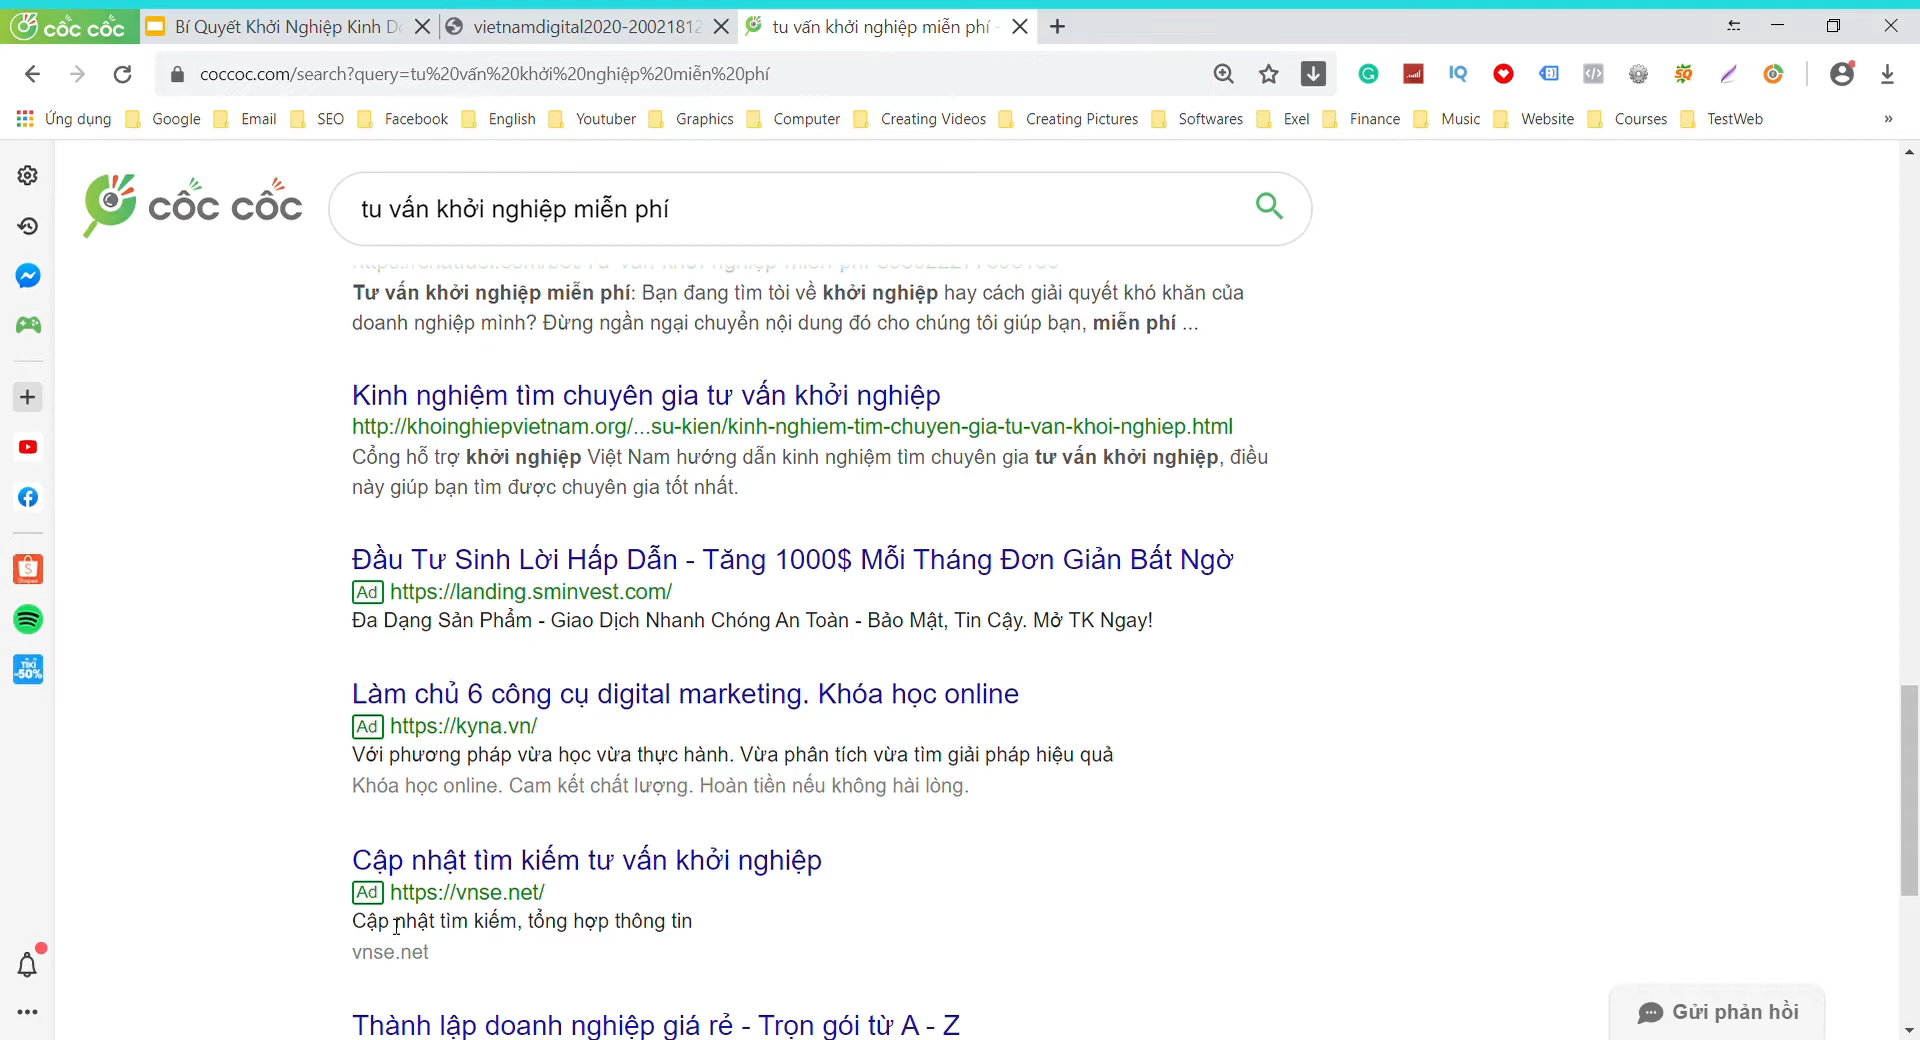 cốc cốc
Bí Quyết Khởi Nghiệp Kinh Do
vietnamdigital2020-20021812
tu vấn khởi nghiệp miễn phí -
coccoc.com/search?query=tu%20vấn%20khởi%20nghiệp%20miễn%20phí
Ứng dụng Google Email SEO Facebook English Youtuber Graphics Computer Creating Videos Creating Pictures Softwares Exel Finance Music Website Courses TestWeb »
cốc cốc
tu vấn khởi nghiệp miễn phí
Tư vấn khởi nghiệp miễn phí: Bạn đang tìm tòi về khởi nghiệp hay cách giải quyết khó khăn của
doanh nghiệp mình? Đừng ngần ngại chuyển nội dung đó cho chúng tôi giúp bạn, miễn phí ...
Kinh nghiệm tìm chuyên gia tư vấn khởi nghiệp
http://khoinghiepvietnam.org/...su-kien/kinh-nghiem-tim-chuyen-gia-tu-van-khoi-nghiep.html
Cổng hỗ trợ khởi nghiệp Việt Nam hướng dẫn kinh nghiệm tìm chuyên gia tư vấn khởi nghiệp, điều
này giúp bạn tìm được chuyên gia tốt nhất.
Đầu Tư Sinh Lời Hấp Dẫn - Tăng 1000$ Mỗi Tháng Đơn Giản Bất Ngờ
Ad https://landing.sminvest.com/
Đa Dạng Sản Phẩm - Giao Dịch Nhanh Chóng An Toàn - Bảo Mật, Tin Cậy. Mở TK Ngay!
Làm chủ 6 công cụ digital marketing. Khóa học online
Ad https://kyna.vn/
Với phương pháp vừa học vừa thực hành. Vừa phân tích vừa tìm giải pháp hiệu quả
Khóa học online. Cam kết chất lượng. Hoàn tiền nếu không hài lòng.
Cập nhật tìm kiếm tư vấn khởi nghiệp
Ad https://vnse.net/
Cập nhật tìm kiếm, tổng hợp thông tin
vnse.net
Thành lập doanh nghiệp giá rẻ - Trọn gói từ A - Z
Gửi phản hồi
IQ
SQ
Shopee
TIKI
-50%